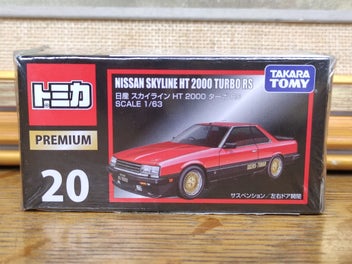 トミカ
PREMIUM
20
NISSAN SKYLINE HT 2000 TURBO RS
日産 スカイライン HT 2000 ターボ RS
SCALE 1/63
TAKARA
TOMY
サスペンション／左右ドア開閉